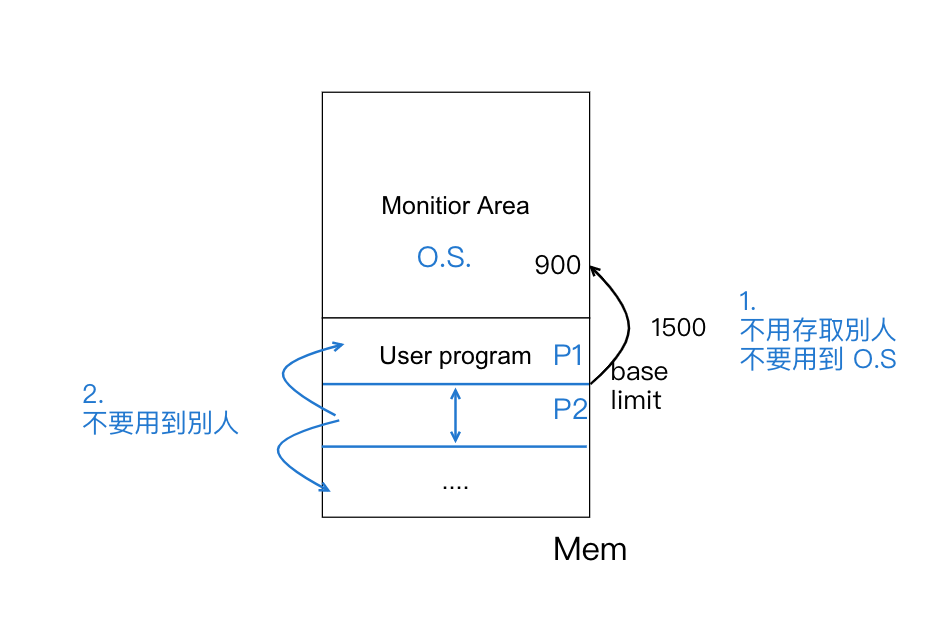 Monitior Area
O.S.
900
1500
1.
不用存取別人
不要用到 O.S
User program
P1
base
limit
2.
不要用到別人
P2
....
Mem